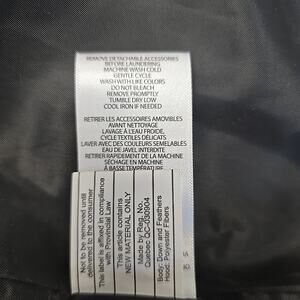 REMOVE DETACHABLE ACCESSORIES
BEFORE LAUNDERING
MACHINE WASH COLD
GENTLE CYCLE
WASH WITH LIKE COLORS
DO NOT BLEACH
REMOVE PROMPTLY
TUMBLE DRY LOW
COOL IRON IF NEEDED
RETIRER LES ACCESSOIRES AMOVIBLES
AVANT NETTOYAGE
LAVAGE À L'EAU FROIDE,
CYCLE TEXTILES DÉLICATS
LAVER AVEC DES COULEURS SEMELABLES
EAU DE JAVEL INTERDITE
RETIRER RAPIDEMENT DE LA MACHINE
SÉCHAGE EN MACHINE
À BASSE TEMPÉRATURE
Not to be removed until
delivered to the consumer
This label is affixed in compliance
with Provincial Law
This article contains
NEW MATERIAL ONLY
Made by Reg. No.
Quebec QC-030904
Body: Down and Feathers
Hood: Polyester Fibers